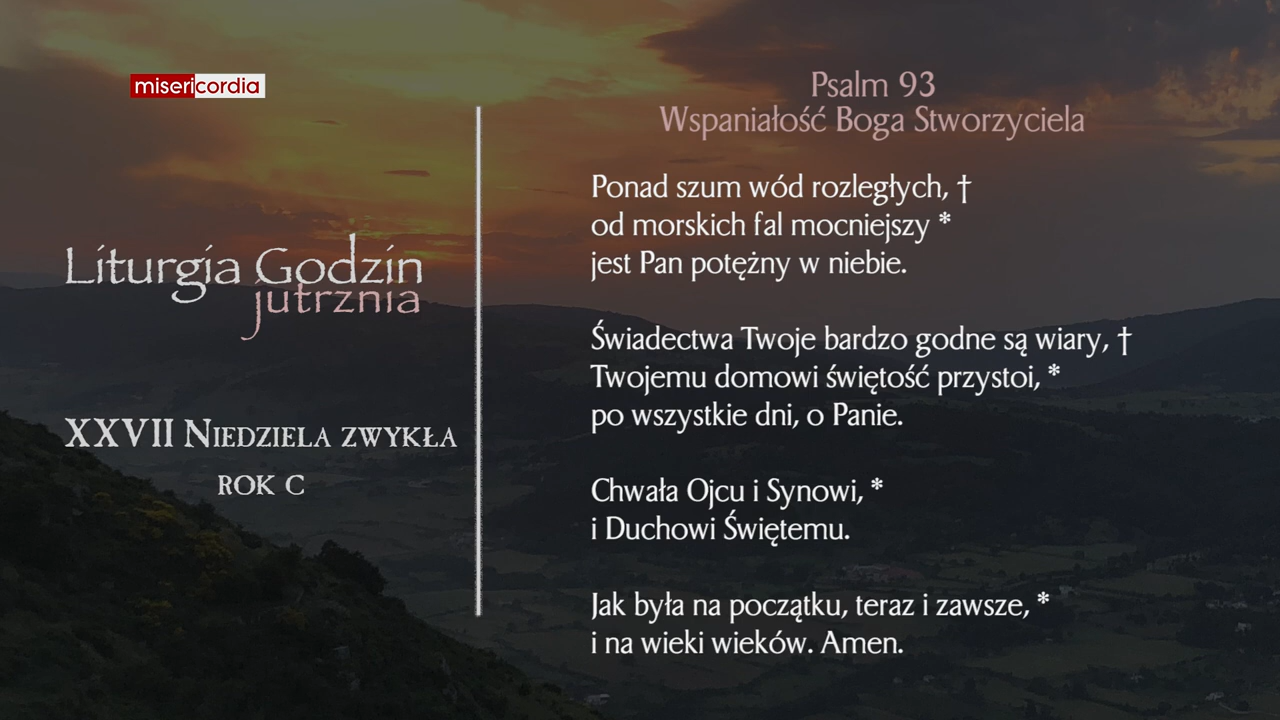 misericordia
Liturgia Godzin
jutrznia
XXVII Niedziela zwykła
rok C
Psalm 93
Wspaniałość Boga Stworzyciela
Ponad szum wód rozległych, †
od morskich fal mocniejszy *
jest Pan potężny w niebie.
Świadectwa Twoje bardzo godne są wiary, †
Twojemu domowi świętość przystoi, *
po wszystkie dni, o Panie.
Chwała Ojcu i Synowi, *
i Duchowi Świętemu.
Jak była na początku, teraz i zawsze, *
i na wieki wieków. Amen.